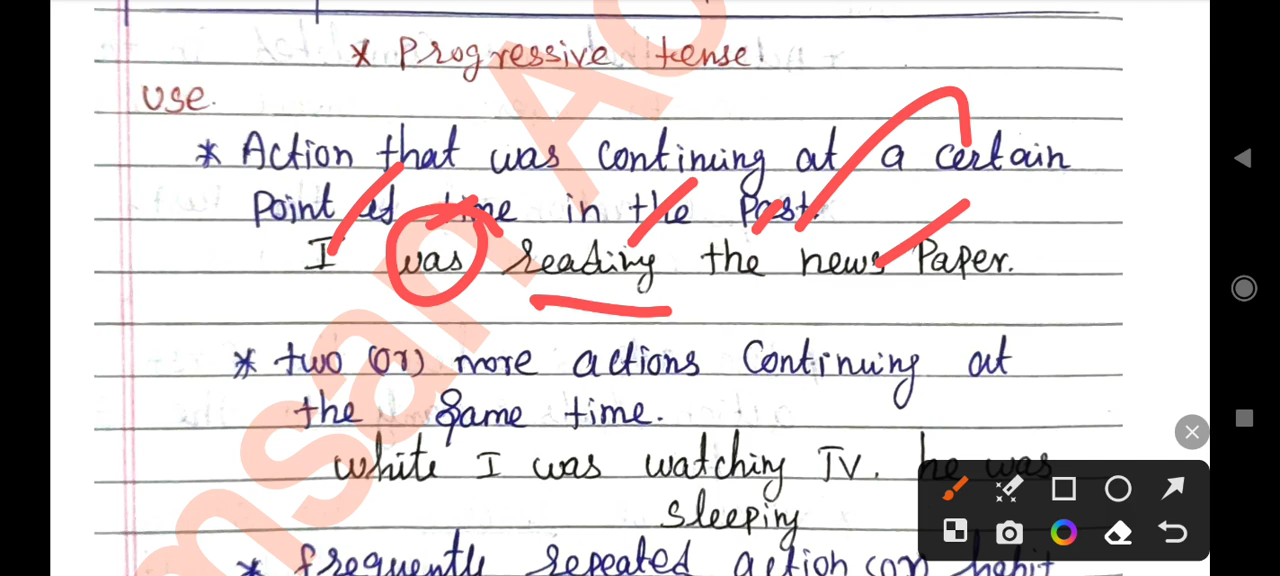 * Progressive tense
use.
* Action that was continuing at a certain
Point of time in the Past.
I was reading the news Paper.
* two (or) more actions Continuing at
the Same time.
white I was watching TV. he was
sleeping
* frequently repeated action (or) habit